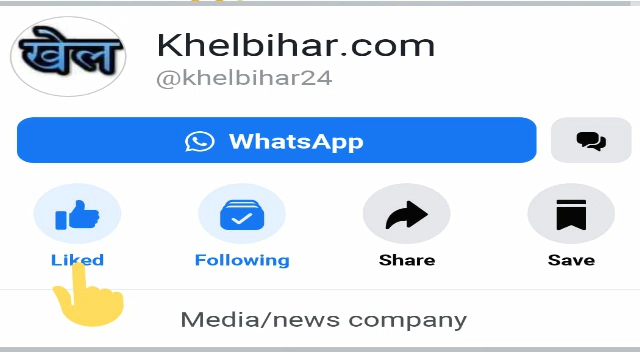 खेल
Khelbihar.com
@khelbihar24
WhatsApp
Liked
Following
Share
Save
Media/news company